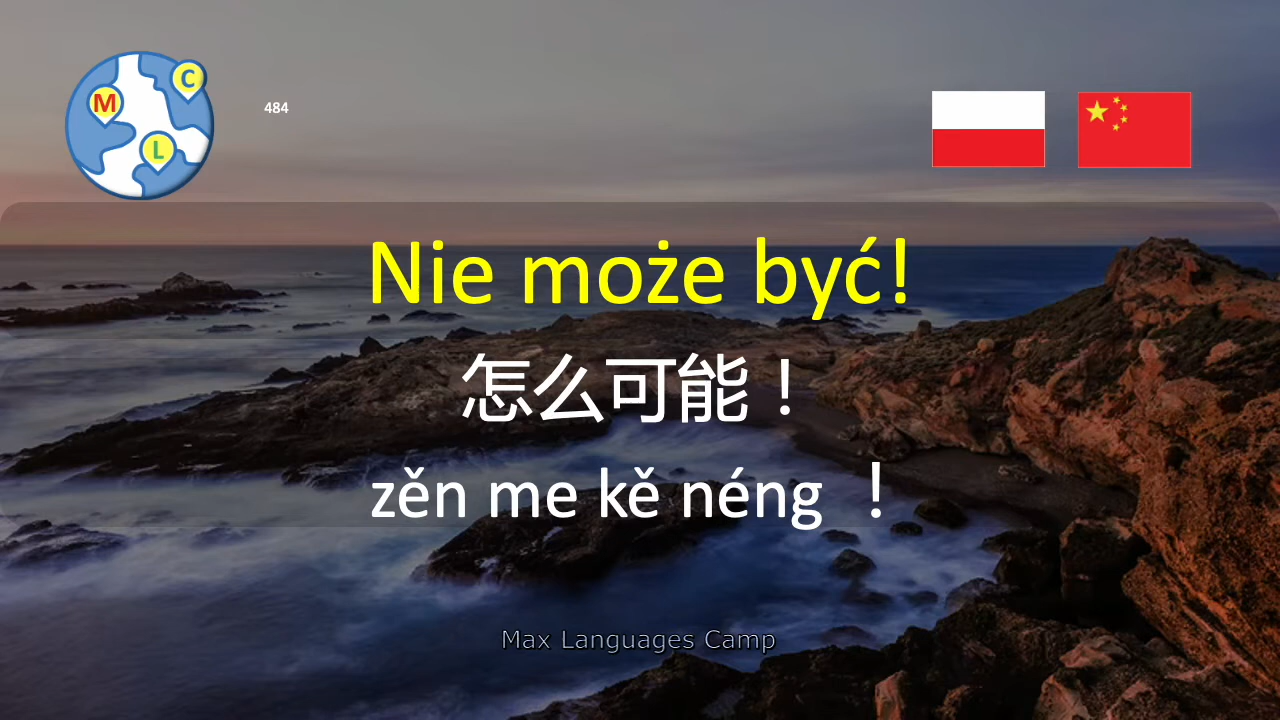 C
M
L
484
Nie może być!
怎么可能！
zěn me kě néng ！
Max Languages Camp